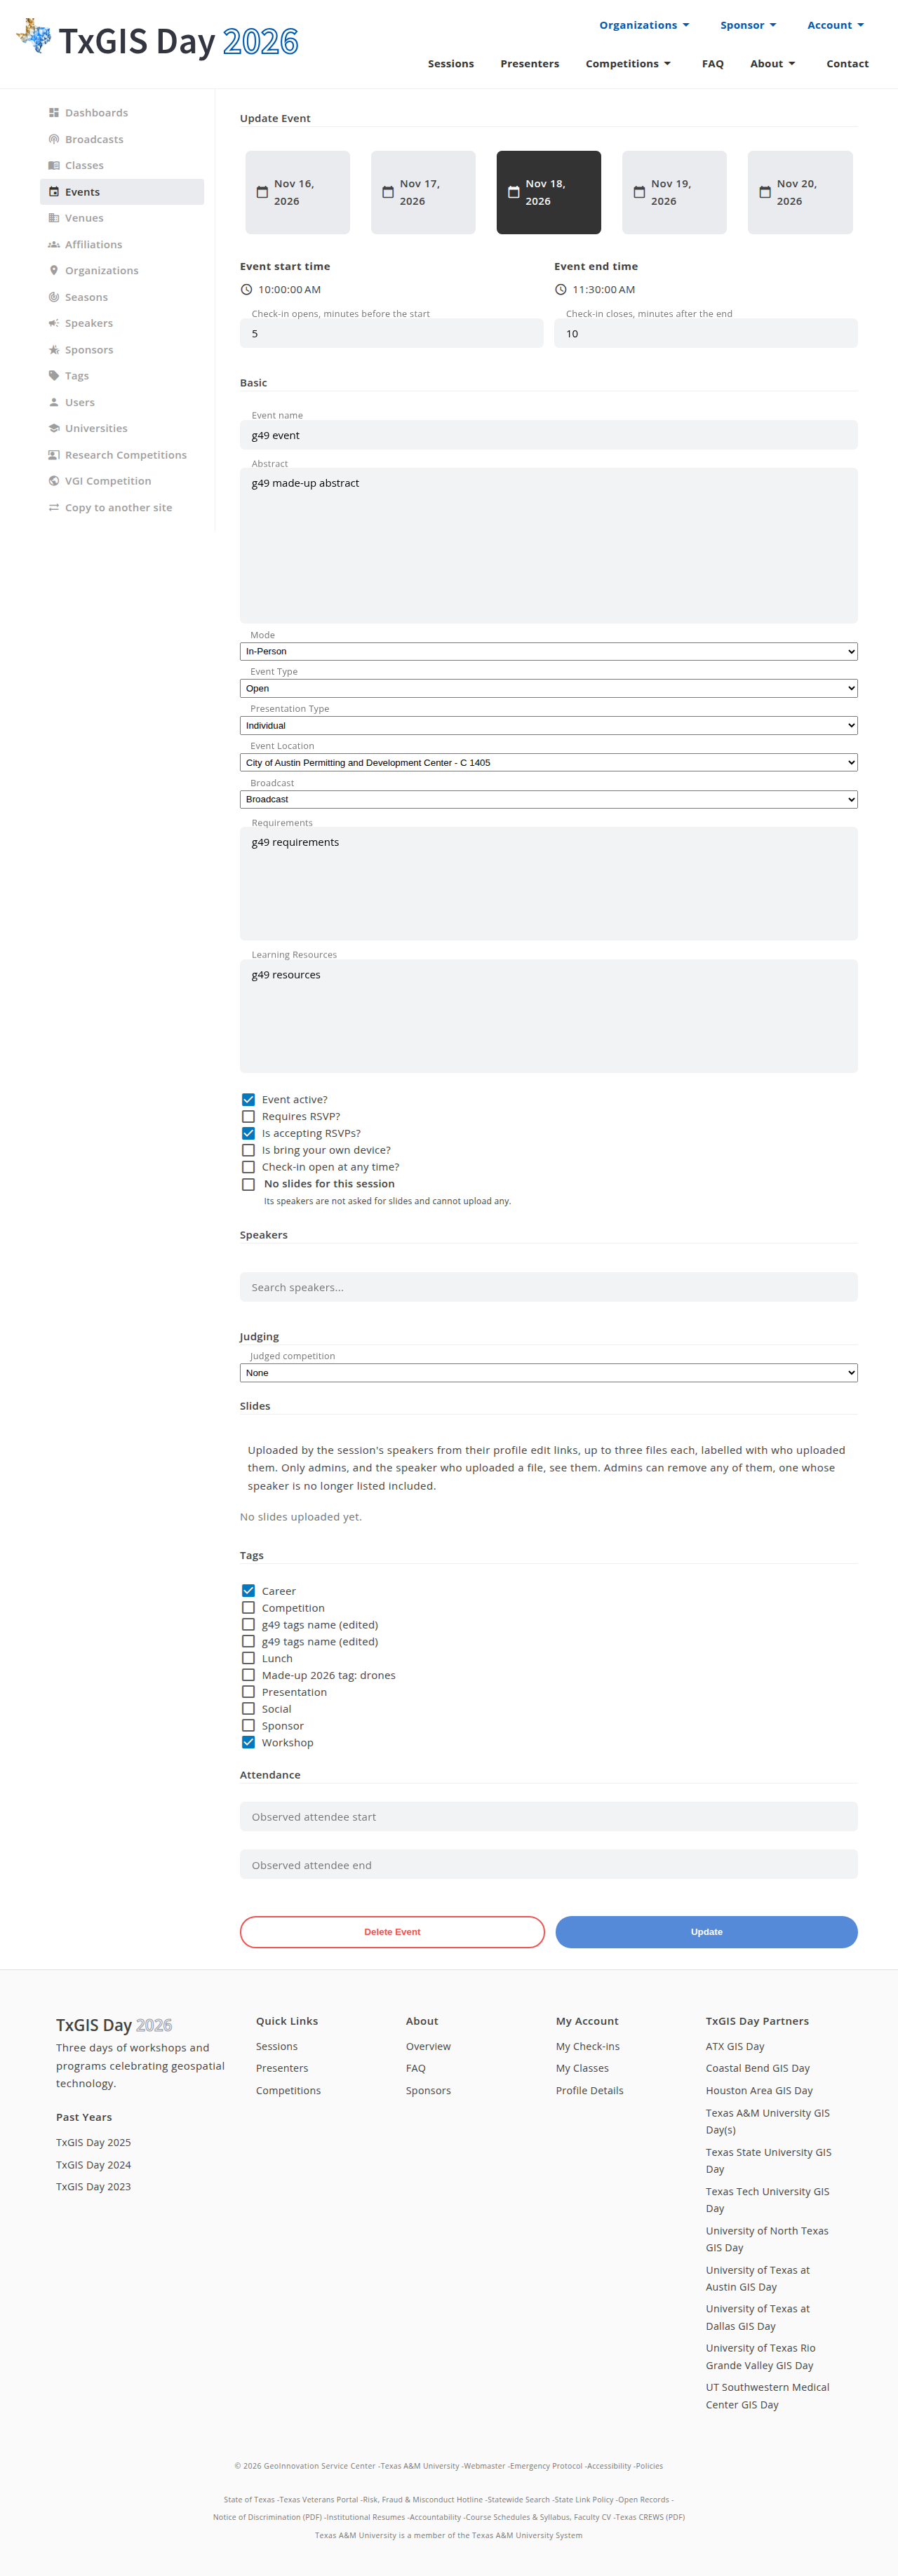 TxGIS Day 2026
Organizations
Sponsor
Account
Sessions
Presenters
Competitions
FAQ
About
Contact
Dashboards
Broadcasts
Classes
Events
Venues
Affiliations
Organizations
Seasons
Speakers
Sponsors
Tags
Users
Universities
Research Competitions
VGI Competition
Copy to another site
Update Event
Nov 16,
2026
Nov 17,
2026
Nov 18,
2026
Nov 19,
2026
Nov 20,
2026
Event start time
10:00:00 AM
Event end time
11:30:00 AM
Check-in opens, minutes before the start
5
Check-in closes, minutes after the end
10
Basic
Event name
g49 event
Abstract
g49 made-up abstract
Mode
In-Person
Event Type
Open
Presentation Type
Individual
Event Location
City of Austin Permitting and Development Center - C 1405
Broadcast
Broadcast
Requirements
g49 requirements
Learning Resources
g49 resources
Event active?
Requires RSVP?
Is accepting RSVPs?
Is bring your own device?
Check-in open at any time?
No slides for this session
Its speakers are not asked for slides and cannot upload any.
Speakers
Search speakers...
Judging
Judged competition
None
Slides
Uploaded by the session's speakers from their profile edit links, up to three files each, labelled with who uploaded
them. Only admins, and the speaker who uploaded a file, see them. Admins can remove any of them, one whose
speaker is no longer listed included.
No slides uploaded yet.
Tags
Career
Competition
g49 tags name (edited)
g49 tags name (edited)
Lunch
Made-up 2026 tag: drones
Presentation
Social
Sponsor
Workshop
Attendance
Observed attendee start
Observed attendee end
Delete Event
Update
TxGIS Day 2026
Three days of workshops and
programs celebrating geospatial
technology.
Past Years
TxGIS Day 2025
TxGIS Day 2024
TxGIS Day 2023
Quick Links
Sessions
Presenters
Competitions
About
Overview
FAQ
Sponsors
My Account
My Check-ins
My Classes
Profile Details
TxGIS Day Partners
ATX GIS Day
Coastal Bend GIS Day
Houston Area GIS Day
Texas A&M University GIS
Day(s)
Texas State University GIS
Day
Texas Tech University GIS
Day
University of North Texas
GIS Day
University of Texas at
Austin GIS Day
University of Texas at
Dallas GIS Day
University of Texas Rio
Grande Valley GIS Day
UT Southwestern Medical
Center GIS Day
© 2026 GeoInnovation Service Center -Texas A&M University -Webmaster -Emergency Protocol -Accessibility -Policies
State of Texas -Texas Veterans Portal -Risk, Fraud & Misconduct Hotline -Statewide Search -State Link Policy -Open Records -
Notice of Discrimination (PDF) -Institutional Resumes -Accountability -Course Schedules & Syllabus, Faculty CV -Texas CREWS (PDF)
Texas A&M University is a member of the Texas A&M University System